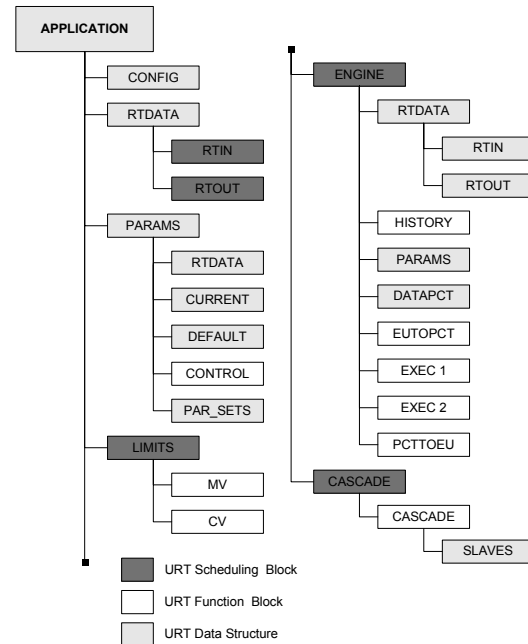 APPLICATION
CONFIG
RTDATA
RTIN
RTOUT
PARAMS
RTDATA
CURRENT
DEFAULT
CONTROL
PAR_SETS
LIMITS
MV
CV
ENGINE
RTDATA
RTIN
RTOUT
HISTORY
PARAMS
DATAPCT
EUTOPCT
EXEC 1
EXEC 2
PCTTOEU
CASCADE
CASCADE
SLAVES
URT Scheduling Block
URT Function Block
URT Data Structure